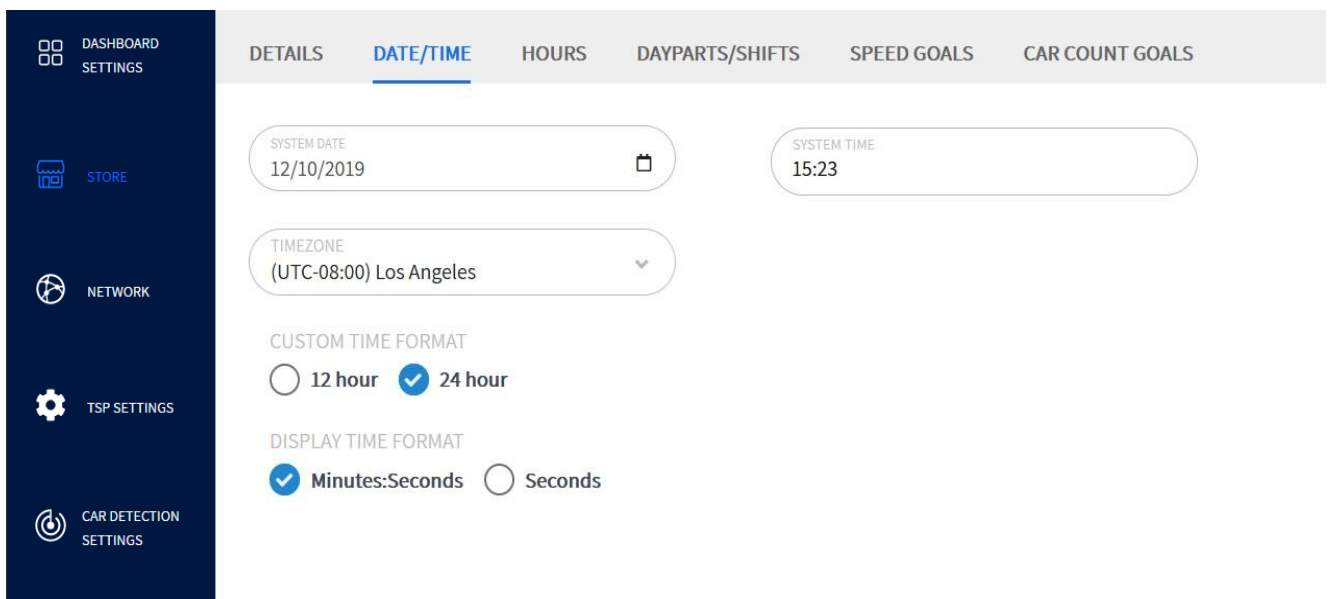 DASHBOARD
SETTINGS
STORE
NETWORK
TSP SETTINGS
CAR DETECTION
SETTINGS
DETAILS DATE/TIME HOURS DAYPARTS/SHIFTS SPEED GOALS CAR COUNT GOALS
SYSTEM DATE
12/10/2019
SYSTEM TIME
15:23
TIMEZONE
(UTC-08:00) Los Angeles
CUSTOM TIME FORMAT
12 hour 24 hour
DISPLAY TIME FORMAT
Minutes:Seconds Seconds